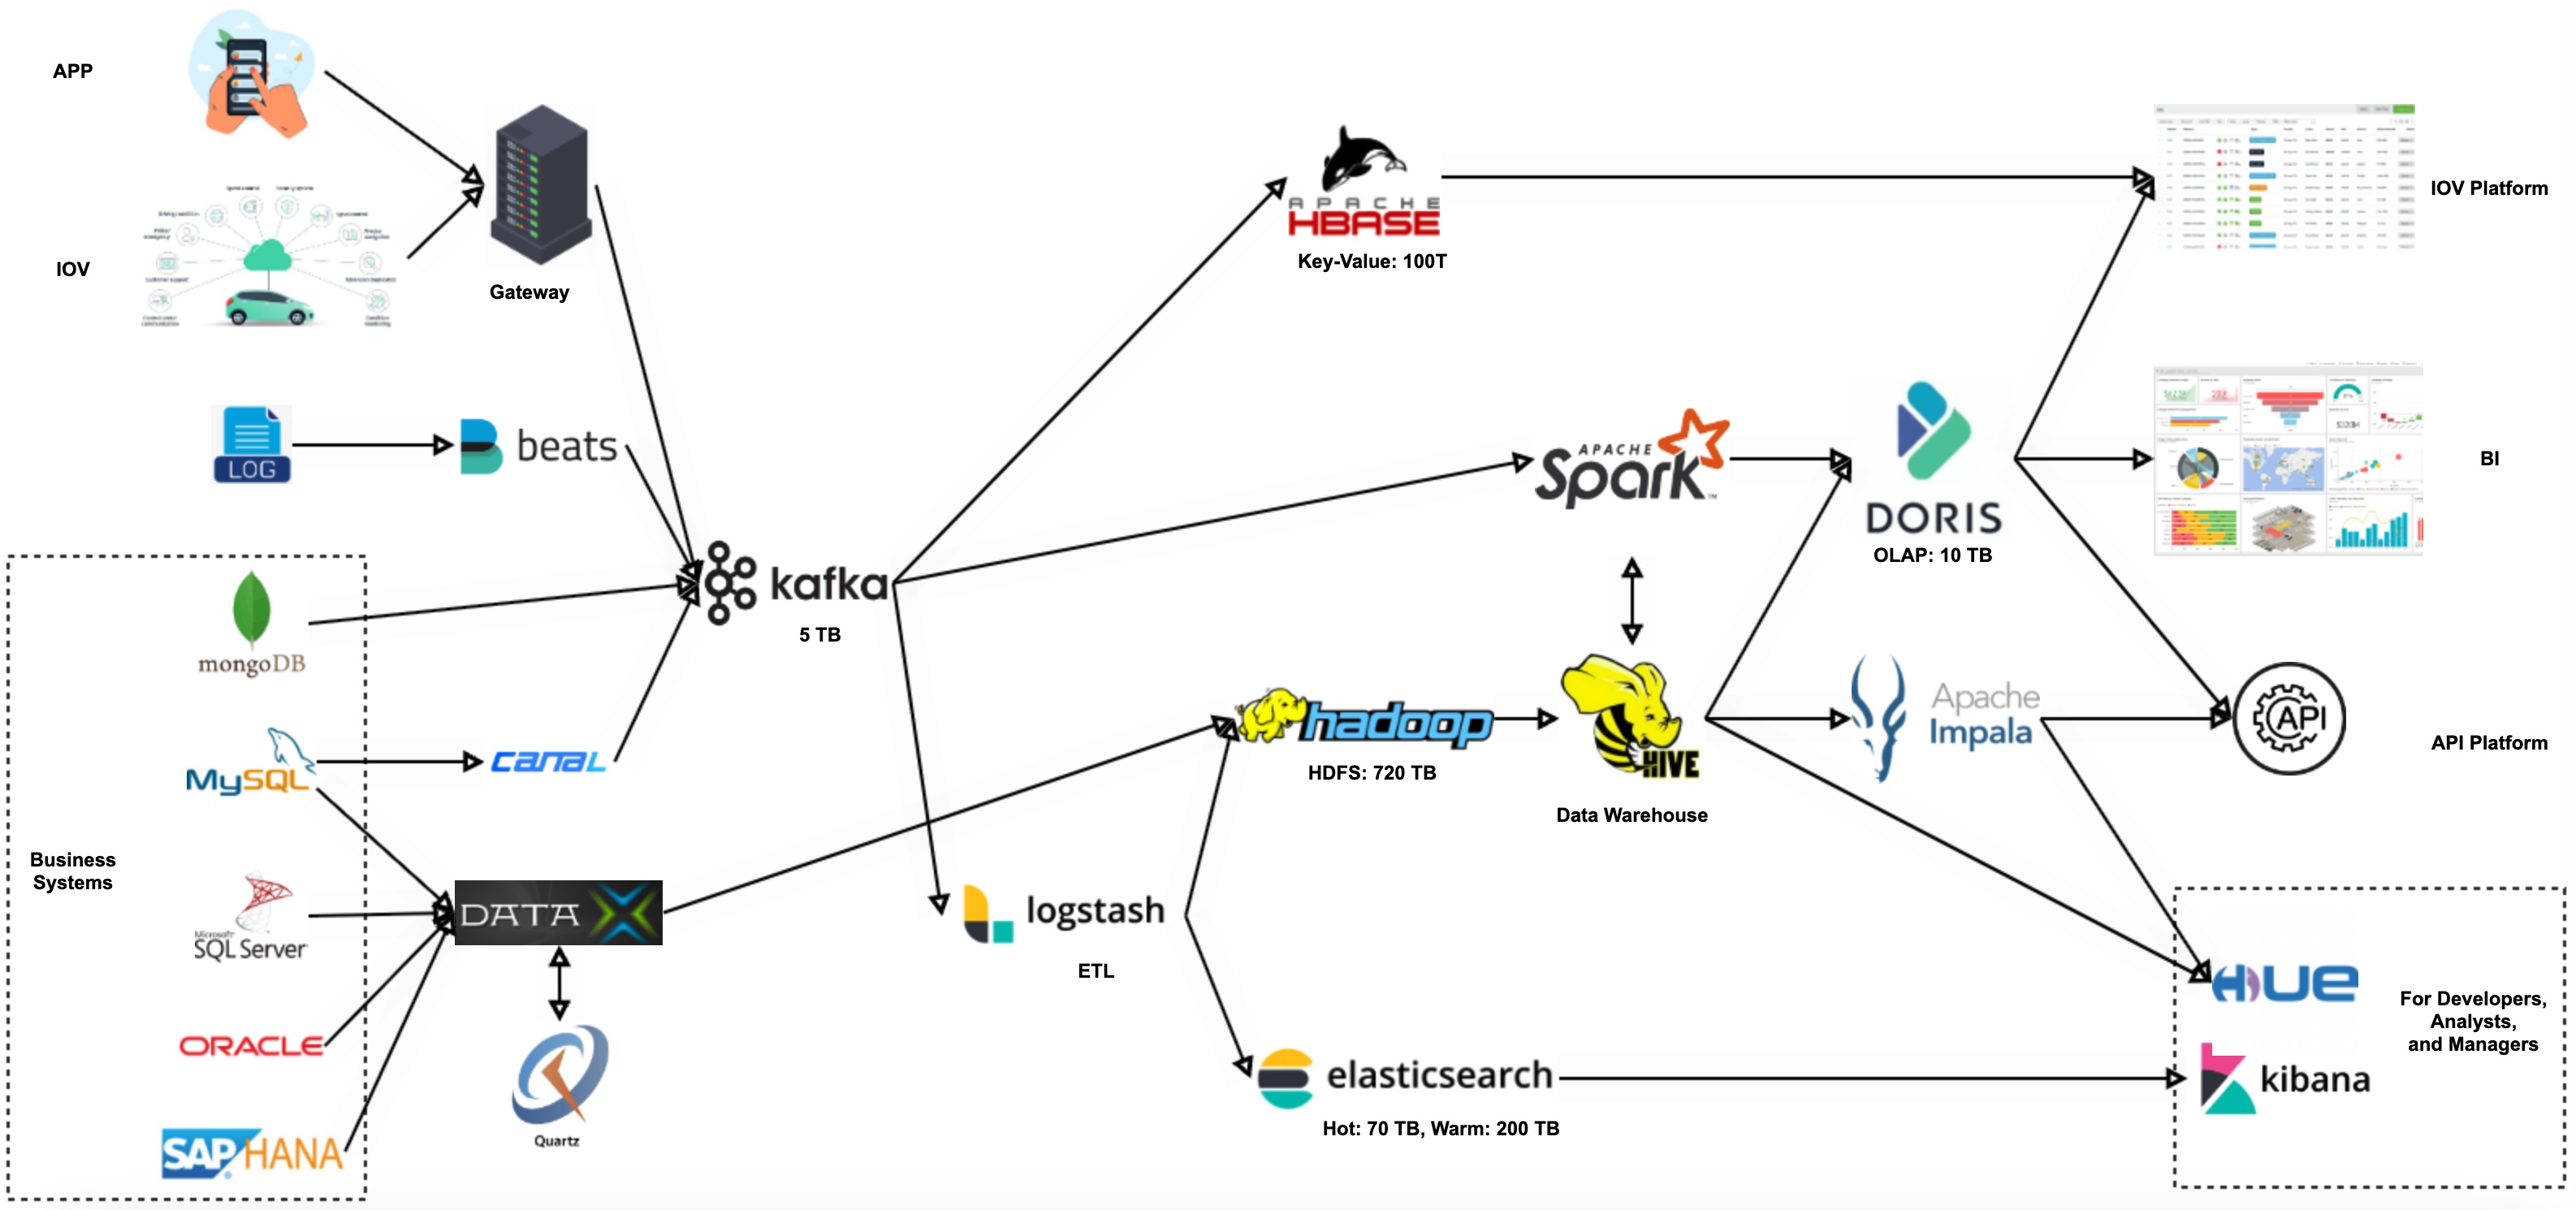 APP
IOV
Gateway
LOG
beats
mongoDB
MySQL
CANAL
Business
Systems
Microsoft
SQL Server
DATA X
ORACLE
Quartz
SAP HANA
kafka
5 TB
logstash
ETL
APACHE
HBASE
Key-Value: 100T
APACHE
Spark™
hadoop
HDFS: 720 TB
HIVE
Data Warehouse
elasticsearch
Hot: 70 TB, Warm: 200 TB
DORIS
OLAP: 10 TB
Apache
Impala
IOV Platform
BI
API
API Platform
HUE
kibana
For Developers,
Analysts,
and Managers